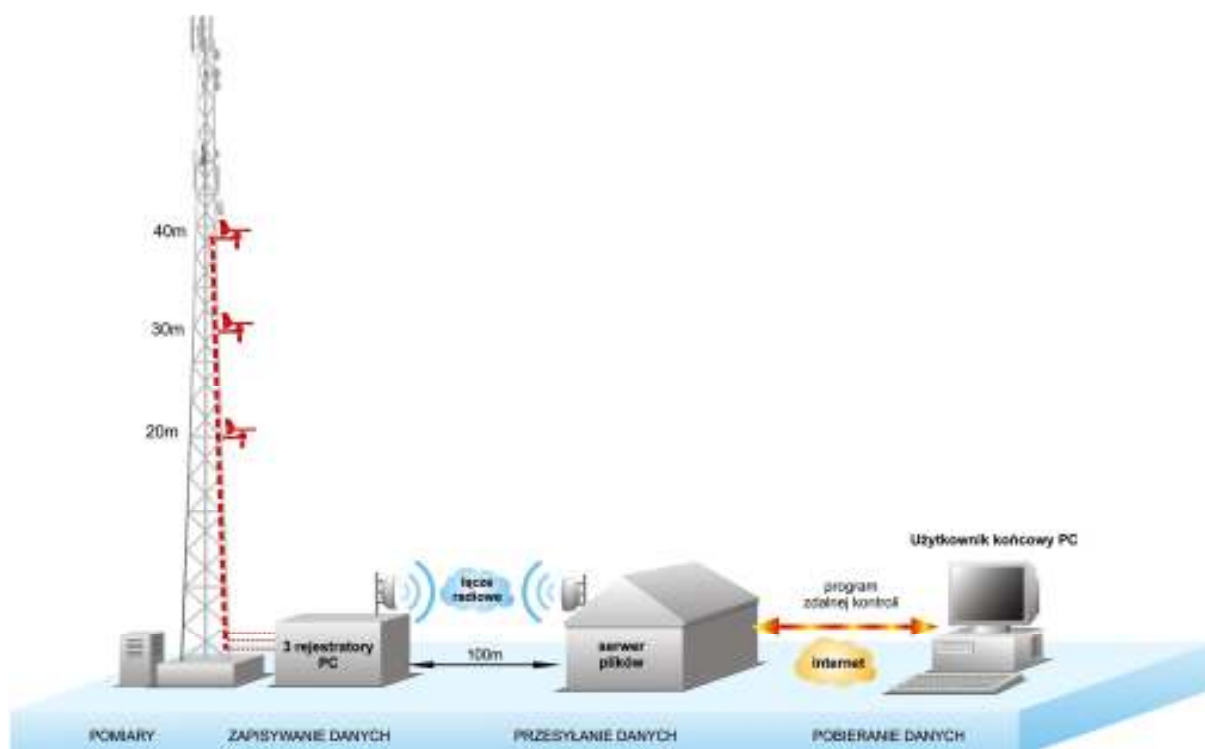 40m
30m
20m
Użytkownik końcowy PC
program
zdalnej kontroli
łącze
radiowe
3 rejestratory
PC
100m
serwer
plików
internet
POMIARY
ZAPISYWANIE DANYCH
PRZESYŁANIE DANYCH
POBIERANIE DANYCH